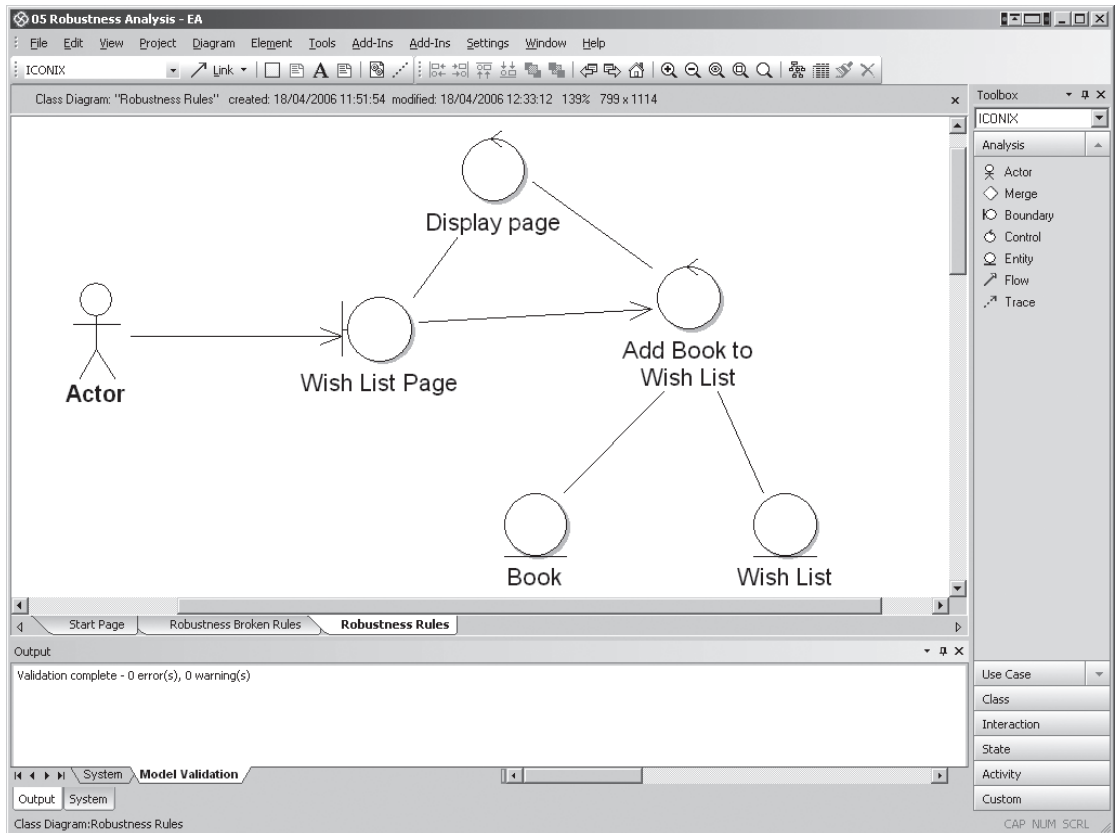 05 Robustness Analysis - EA
File Edit View Project Diagram Element Tools Add-Ins Add-Ins Settings Window Help
ICONIX Link A
Class Diagram: "Robustness Rules" created: 18/04/2006 11:51:54 modified: 18/04/2006 12:33:12 139% 799 x 1114
Display page
Wish List Page
Actor
Add Book to
Wish List
Book
Wish List
Start Page Robustness Broken Rules Robustness Rules
Output
Validation complete - 0 error(s), 0 warning(s)
System Model Validation
Output System
Class Diagram:Robustness Rules
Toolbox
ICONIX
Analysis
Actor
Merge
Boundary
Control
Entity
Flow
Trace
Use Case
Class
Interaction
State
Activity
Custom
CAP NUM SCRL